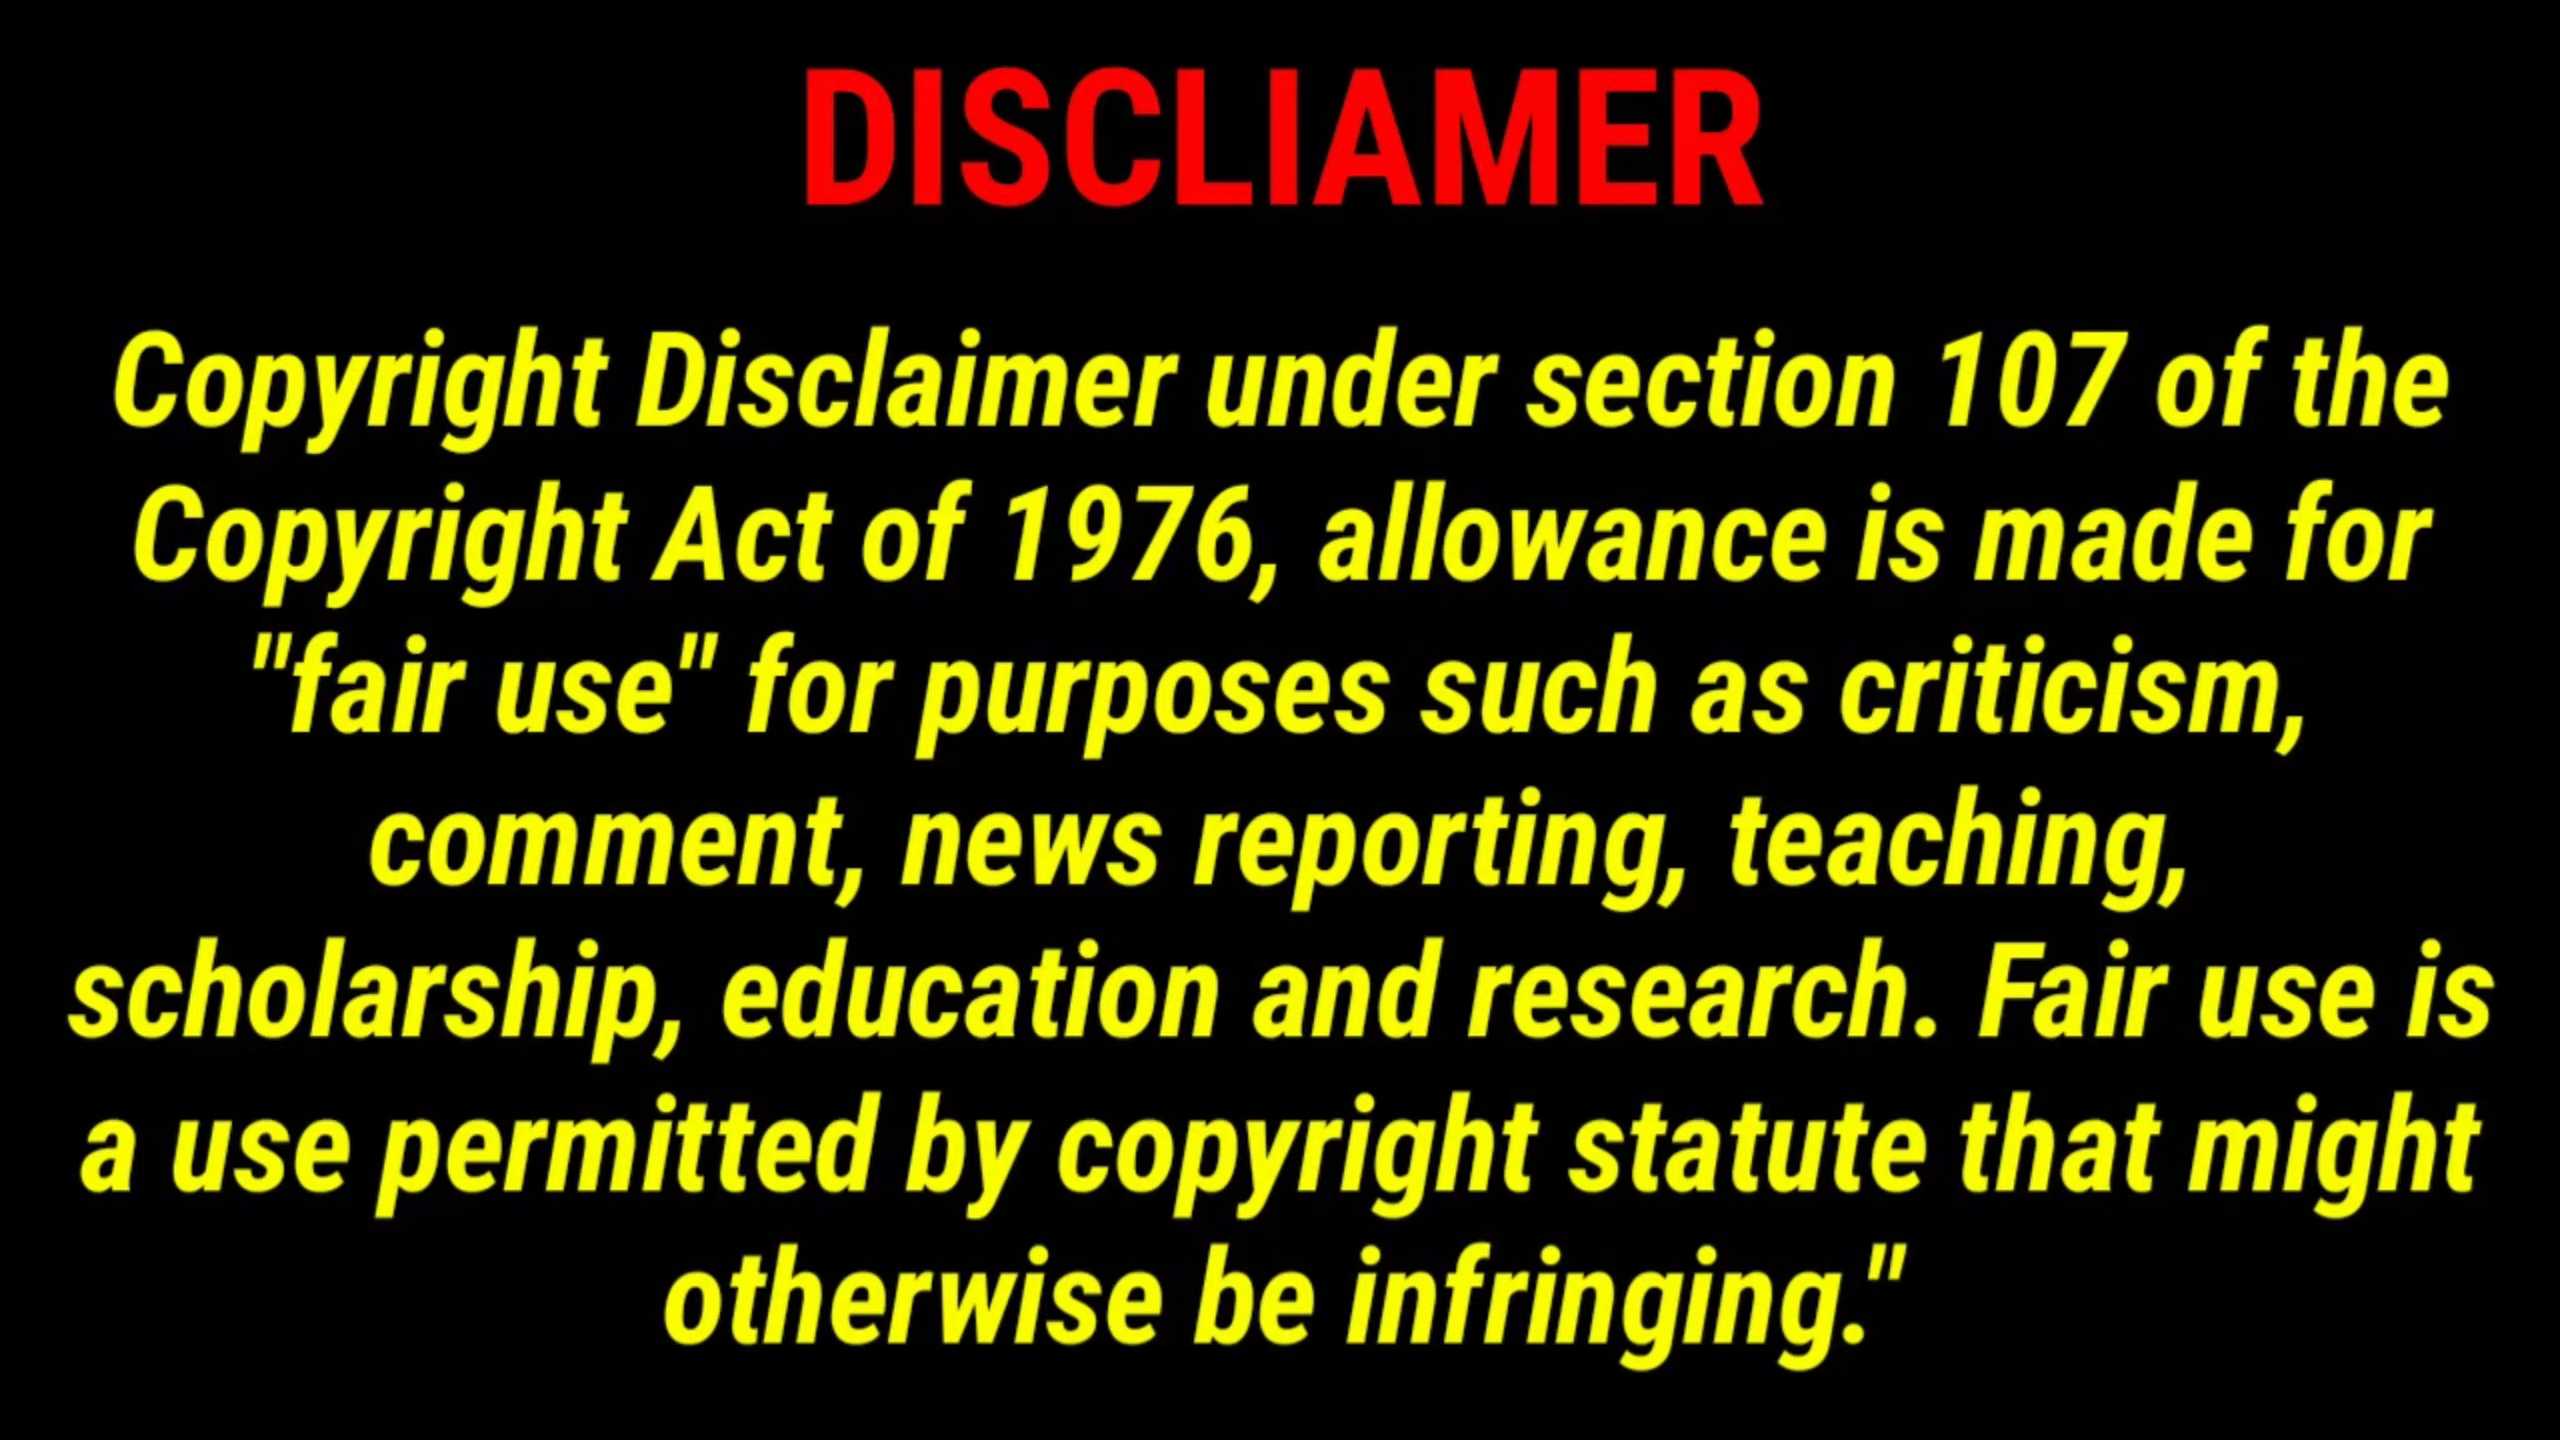 DISCLIAMER
Copyright Disclaimer under section 107 of the
Copyright Act of 1976, allowance is made for
"fair use" for purposes such as criticism,
comment, news reporting, teaching,
scholarship, education and research. Fair use is
a use permitted by copyright statute that might
otherwise be infringing."